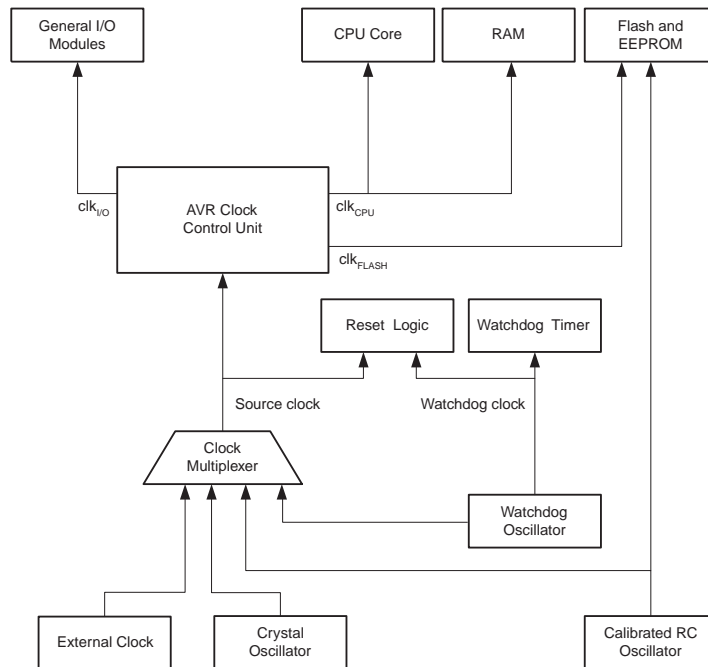 General I/O
Modules
CPU Core
RAM
Flash and
EEPROM
clkI/O
AVR Clock
Control Unit
clkCPU
clkFLASH
Reset Logic
Watchdog Timer
Source clock
Watchdog clock
Clock
Multiplexer
Watchdog
Oscillator
External Clock
Crystal
Oscillator
Calibrated RC
Oscillator